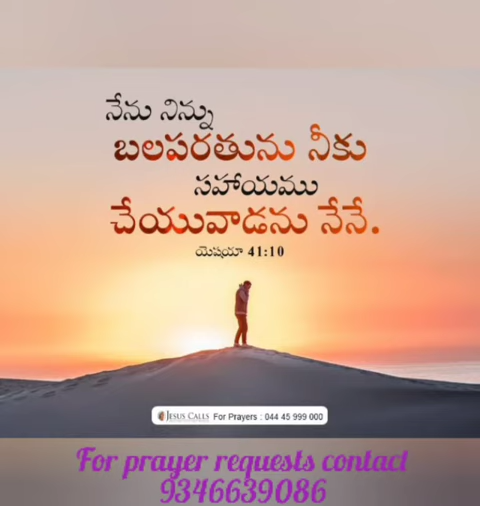 నేను నిన్ను
బలపరతును నీకు
సహాయము
చేయువాడను నేనే.
యెషయా 41:10
JESUS CALLS For Prayers : 044 45 999 000
For prayer requests contact
9346639086